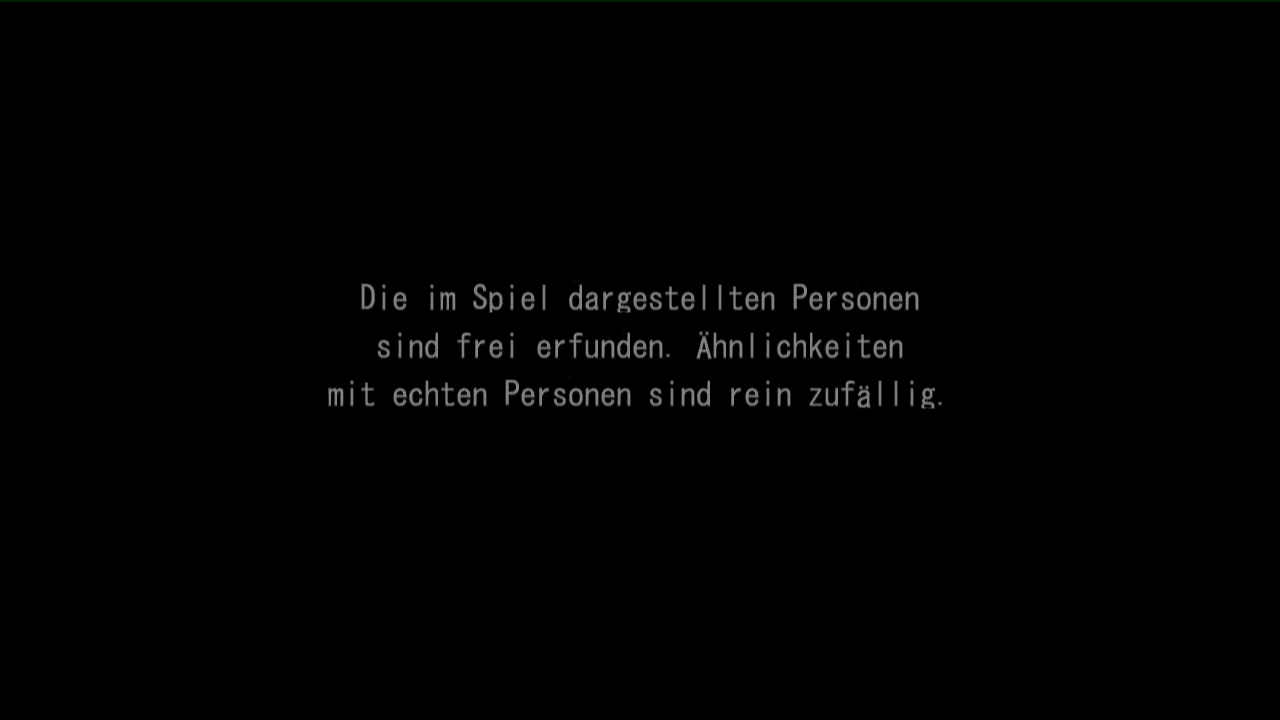 Die im Spiel dargestellten Personen
sind frei erfunden. Ähnlichkeiten
mit echten Personen sind rein zufällig.